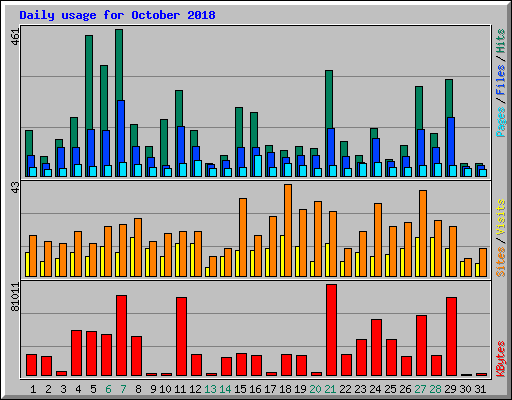 Daily usage for October 2018
461
Pages / Files / Hits
43
Sites / Visits
81011
KBytes
1 2 3 4 5 6 7 8 9 10 11 12 13 14 15 16 17 18 19 20 21 22 23 24 25 26 27 28 29 30 31